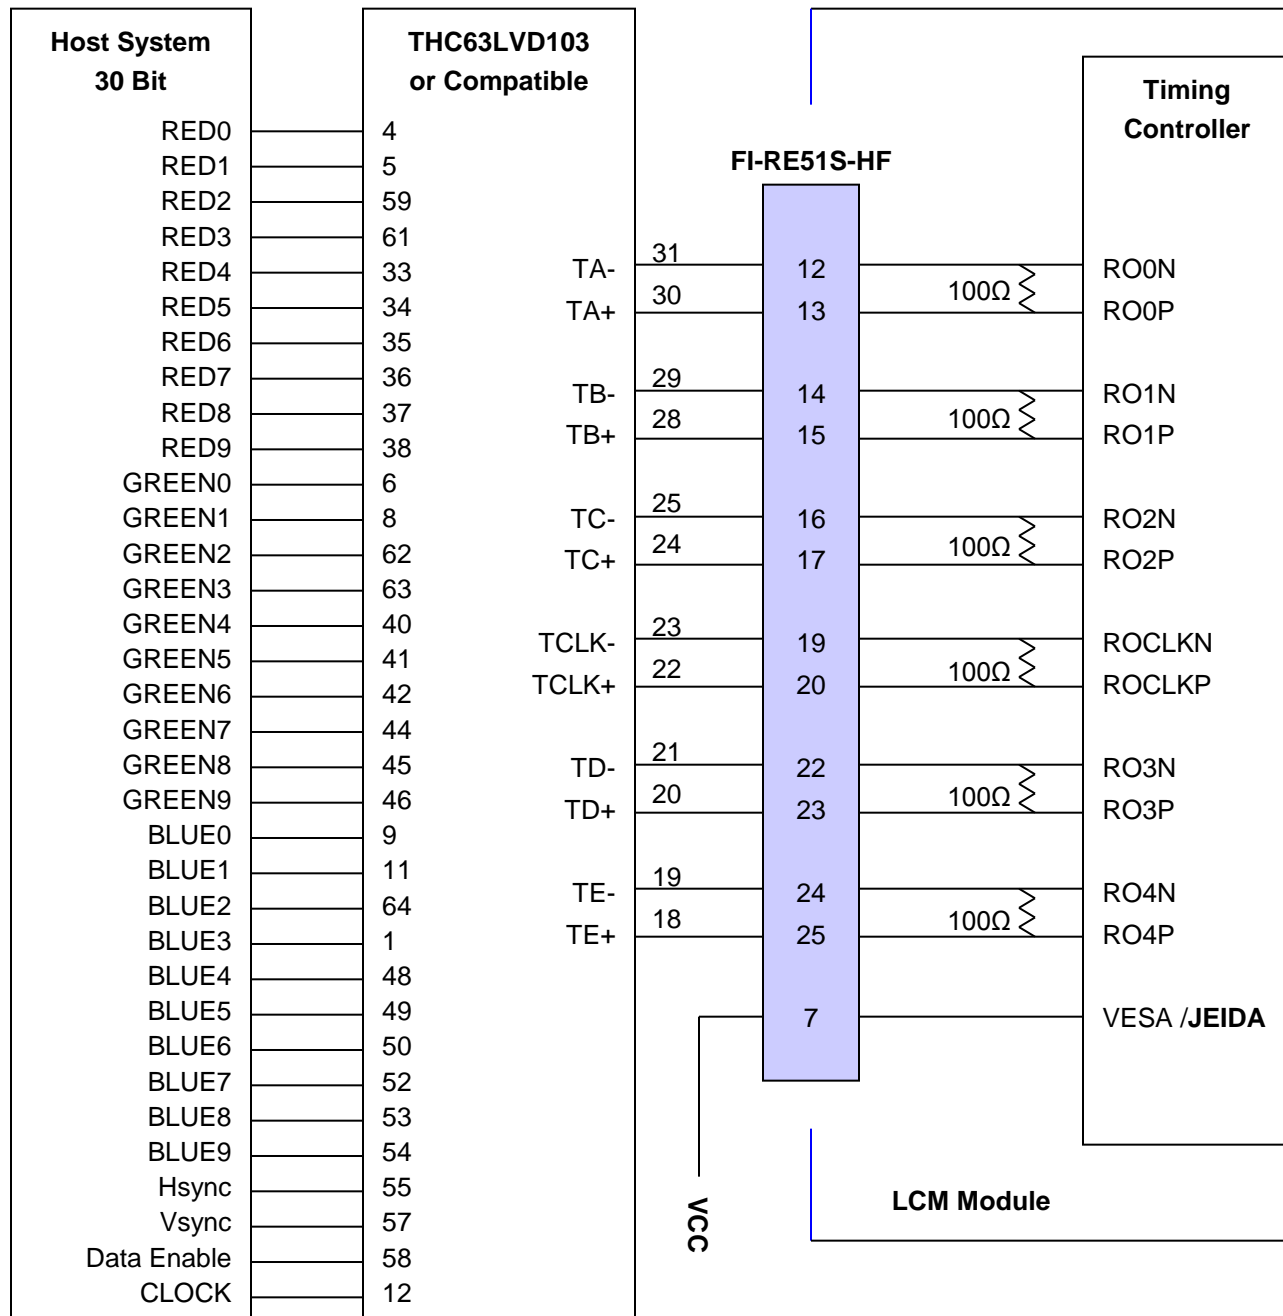 Host System
30 Bit
RED0
RED1
RED2
RED3
RED4
RED5
RED6
RED7
RED8
RED9
GREEN0
GREEN1
GREEN2
GREEN3
GREEN4
GREEN5
GREEN6
GREEN7
GREEN8
GREEN9
BLUE0
BLUE1
BLUE2
BLUE3
BLUE4
BLUE5
BLUE6
BLUE7
BLUE8
BLUE9
Hsync
Vsync
Data Enable
CLOCK
THC63LVD103
or Compatible
4
5
59
61
33
34
35
36
37
38
6
8
62
63
40
41
42
44
45
46
9
11
64
1
48
49
50
52
53
54
55
57
58
12
TA-
TA+
TB-
TB+
TC-
TC+
TCLK-
TCLK+
TD-
TD+
TE-
TE+
31
30
29
28
25
24
23
22
21
20
19
18
VCC
FI-RE51S-HF
12
13
14
15
16
17
19
20
22
23
24
25
7
100Ω
100Ω
100Ω
100Ω
100Ω
100Ω
Timing
Controller
RO0N
RO0P
RO1N
RO1P
RO2N
RO2P
ROCLKN
ROCLKP
RO3N
RO3P
RO4N
RO4P
VESA /JEIDA
LCM Module